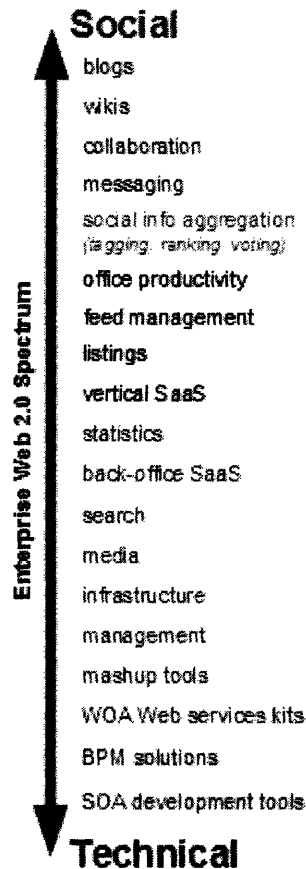 Social
blogs
wikis
collaboration
messaging
social info aggregation
(tagging, ranking, voting)
office productivity
feed management
listings
vertical SaaS
statistics
back-office SaaS
search
media
infrastructure
management
mashup tools
WOA Web services kits
BPM solutions
SOA development tools
Technical
Enterprise Web 2.0 Spectrum